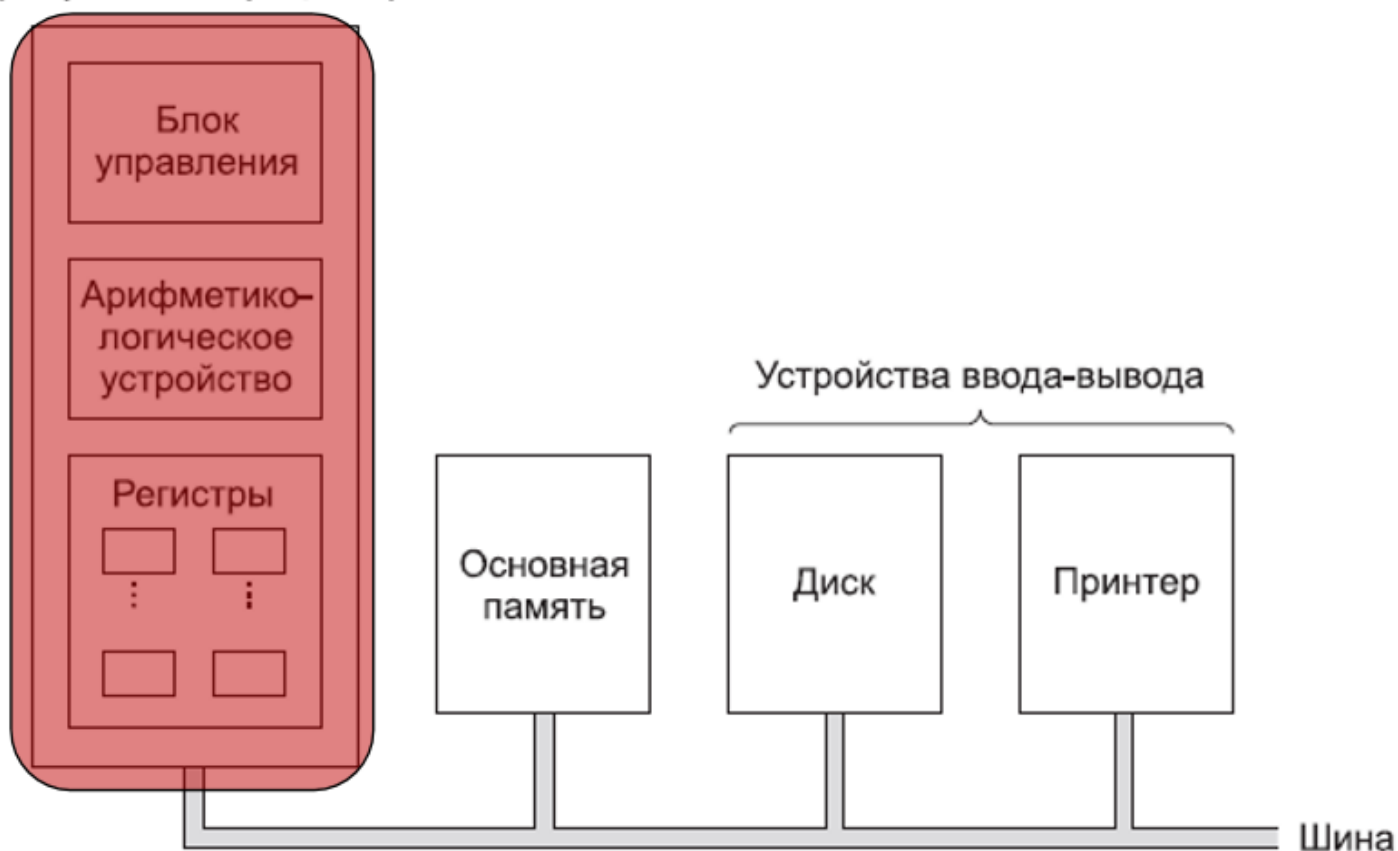 Блок
управления
Арифметико-
логическое
устройство
Регистры
Устройства ввода-вывода
Основная
память
Диск
Принтер
Шина